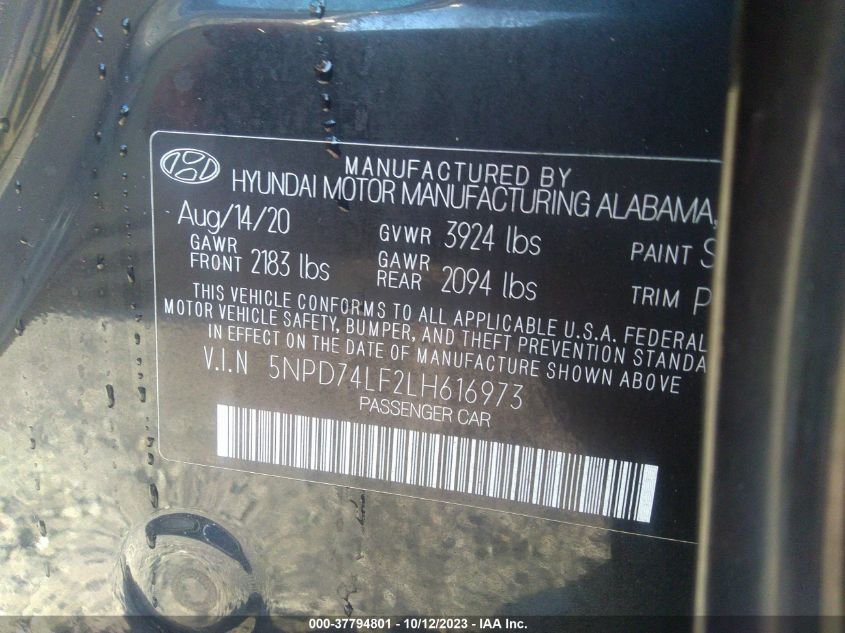 MANUFACTURED BY
HYUNDAI MOTOR MANUFACTURING ALABAMA,
Aug/14/20 GVWR 3924 lbs PAINT
GAWR FRONT 2183 lbs GAWR REAR 2094 lbs TRIM
THIS VEHICLE CONFORMS TO ALL APPLICABLE U.S.A. FEDERAL
MOTOR VEHICLE SAFETY, BUMPER, AND THEFT PREVENTION
IN EFFECT ON THE DATE OF MANUFACTURE SHOWN ABOVE
V.I.N 5NPD74LF2LH616973
PASSENGER CAR
000-37794801 - 10/12/2023 - IAA Inc.